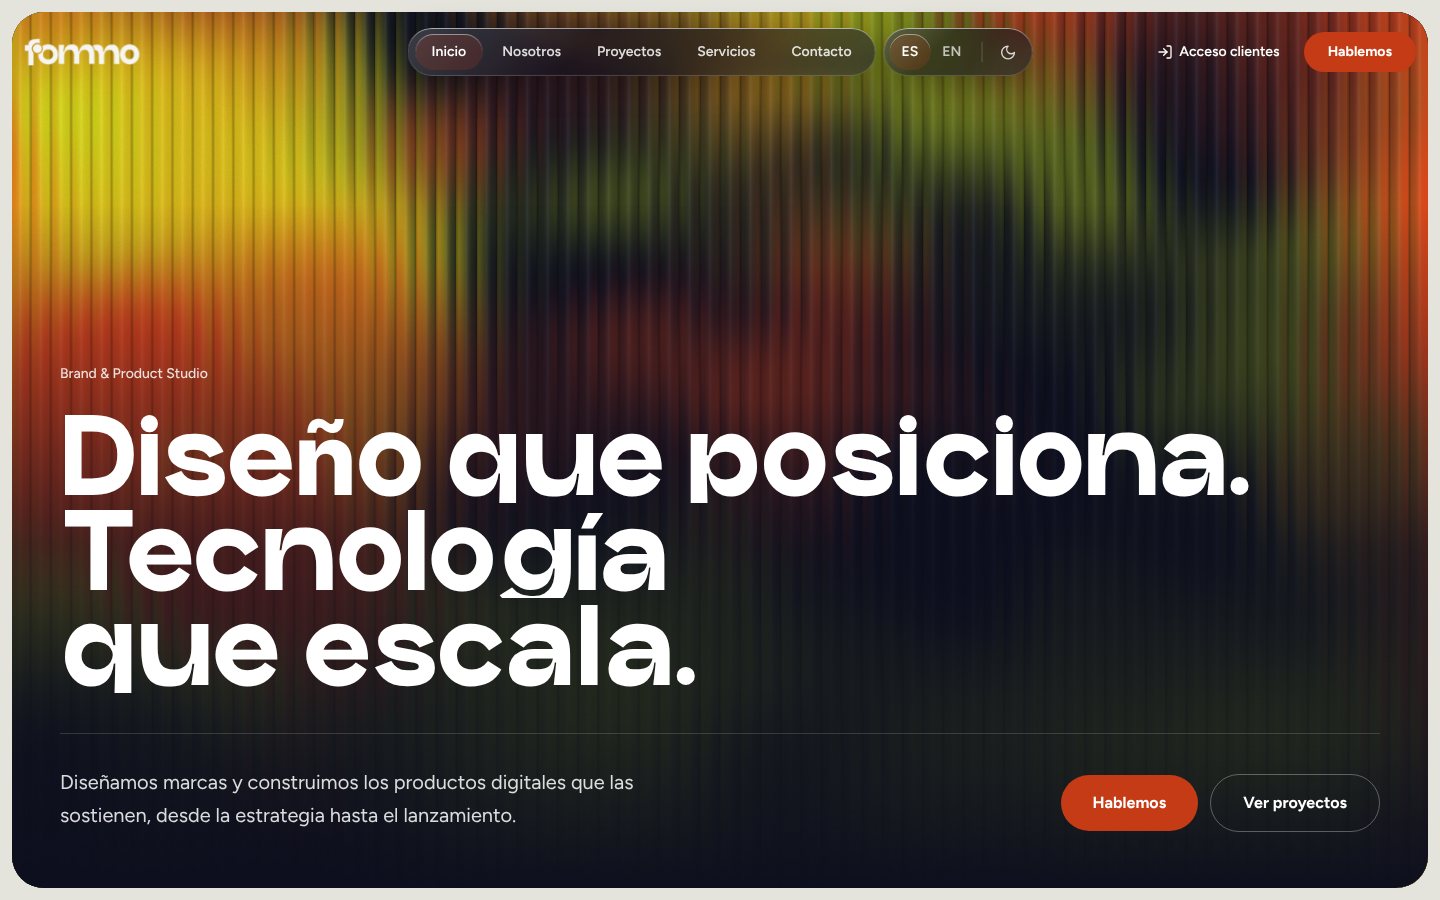 fommo
Inicio Nosotros Proyectos Servicios Contacto
ES EN
Acceso clientes
Hablemos
Brand & Product Studio
Diseño que posiciona.
Tecnología
que escala.
Diseñamos marcas y construimos los productos digitales que las
sostienen, desde la estrategia hasta el lanzamiento.
Hablemos
Ver proyectos